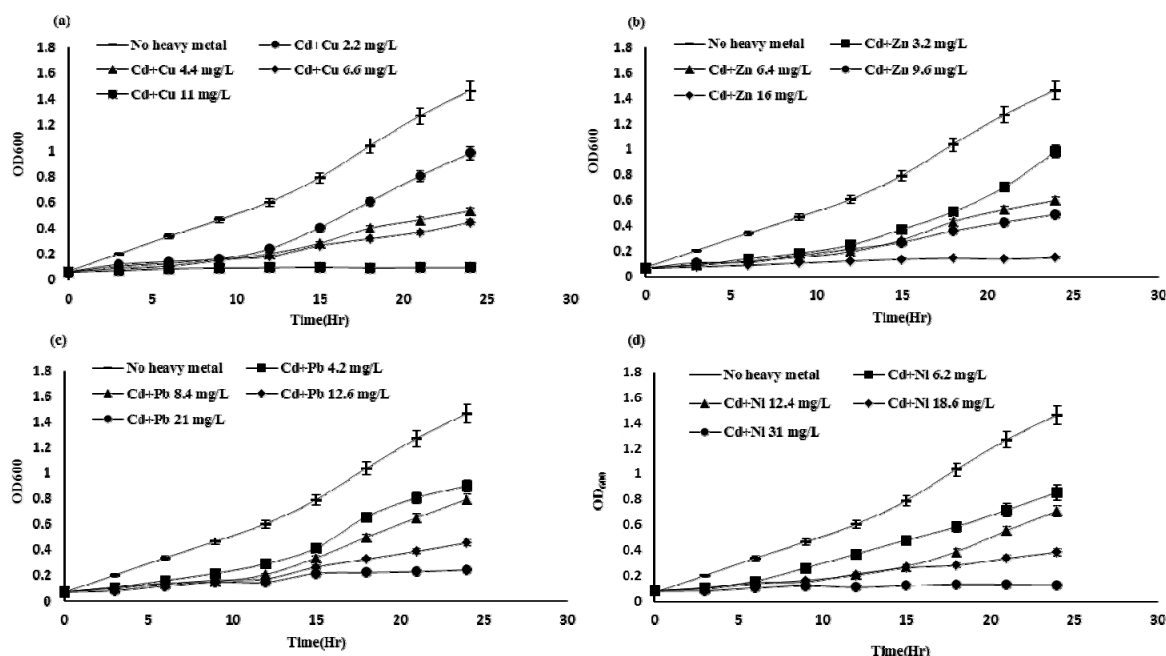 (a)
No heavy metal
Cd+Cu 2.2 mg/L
Cd+Cu 4.4 mg/L
Cd+Cu 6.6 mg/L
Cd+Cu 11 mg/L
OD600
1.8
1.6
1.4
1.2
1
0.8
0.6
0.4
0.2
0
0 5 10 15 20 25 30
Time(Hr)
(b)
No heavy metal
Cd+Zn 3.2 mg/L
Cd+Zn 6.4 mg/L
Cd+Zn 9.6 mg/L
Cd+Zn 16 mg/L
OD600
1.8
1.6
1.4
1.2
1
0.8
0.6
0.4
0.2
0
0 5 10 15 20 25 30
Time(Hr)
(c)
No heavy metal
Cd+Pb 4.2 mg/L
Cd+Pb 8.4 mg/L
Cd+Pb 12.6 mg/L
Cd+Pb 21 mg/L
OD600
1.8
1.6
1.4
1.2
1
0.8
0.6
0.4
0.2
0
0 5 10 15 20 25 30
Time(Hr)
(d)
No heavy metal
Cd+Ni 6.2 mg/L
Cd+Ni 12.4 mg/L
Cd+Ni 18.6 mg/L
Cd+Ni 31 mg/L
OD600
1.8
1.6
1.4
1.2
1
0.8
0.6
0.4
0.2
0
0 5 10 15 20 25 30
Time(Hr)